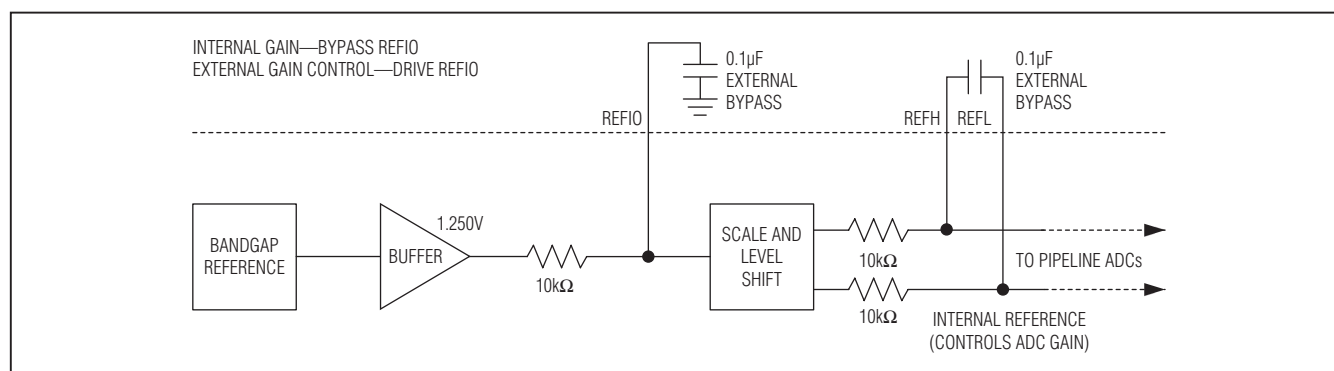 INTERNAL GAIN—BYPASS REFIO
EXTERNAL GAIN CONTROL—DRIVE REFIO
0.1µF
EXTERNAL
BYPASS
0.1µF
EXTERNAL
BYPASS
REFIO
REFH
REFL
BANDGAP
REFERENCE
BUFFER
1.250V
10kΩ
SCALE AND
LEVEL
SHIFT
10kΩ
10kΩ
TO PIPELINE ADCs
INTERNAL REFERENCE
(CONTROLS ADC GAIN)